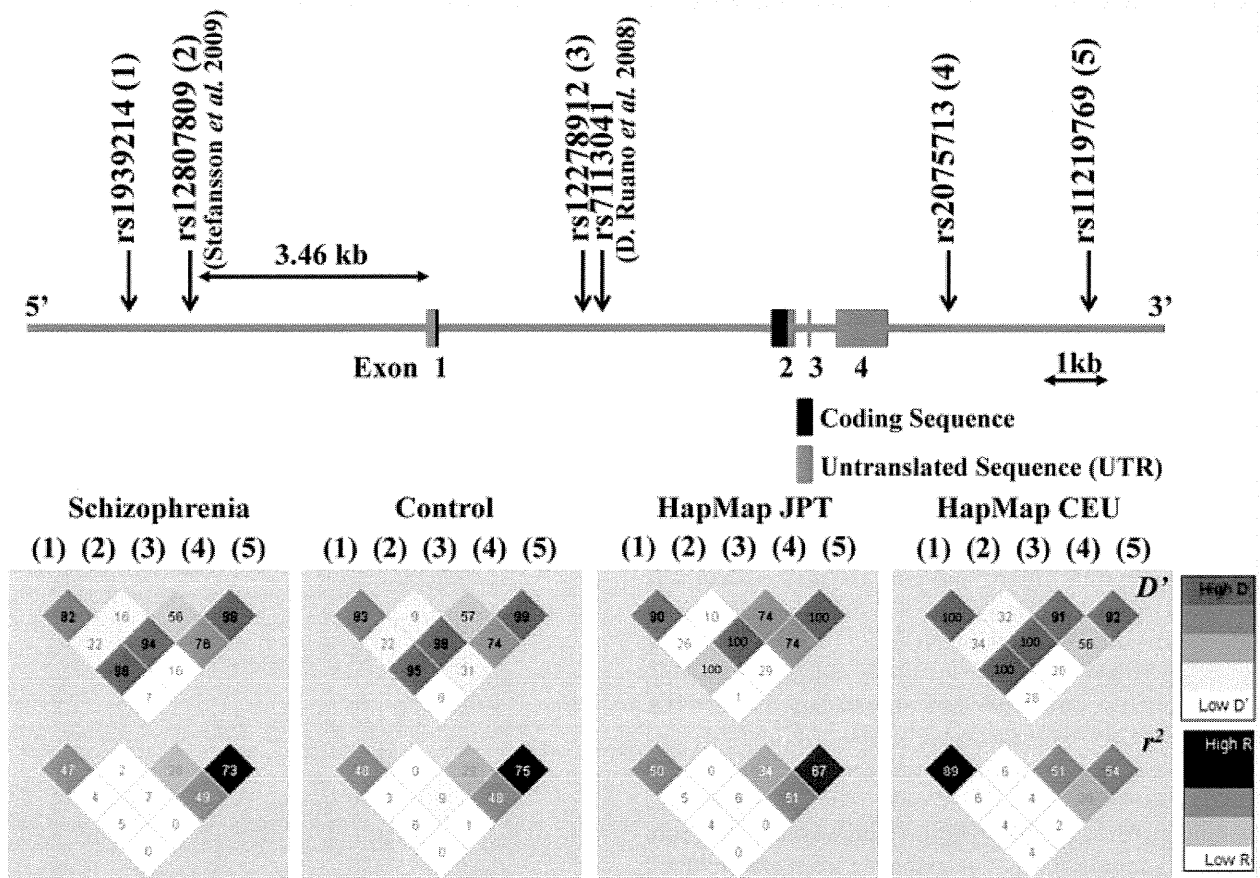 rs1939214 (1)
rs12807809 (2)
(Stefansson et al. 2009)
rs12278912 (3)
rs7113041
(D. Ruano et al. 2008)
rs2075713 (4)
rs11219769 (5)
3.46 kb
5’
3’
Exon 1 2 3 4
1kb
Coding Sequence
Untranslated Sequence (UTR)
Schizophrenia
(1) (2) (3) (4) (5)
Control
(1) (2) (3) (4) (5)
HapMap JPT
(1) (2) (3) (4) (5)
HapMap CEU
(1) (2) (3) (4) (5)
D’
High D'
Low D'
92 16 56 99
22 94 76
98 16
7
93 9 57 99
22 98 74
95 31
90 10 74 100
26 100 74
100 29
1
100 32 91 92
34 100 56
100
28
r²
High R
Low R
47 2 73
4 7 49
5 0
0
48 0 75
3 9 48
6 1
0
50 0 34 87
5 6 51
4 0
0
89 6 51 54
6 4
4 2
4